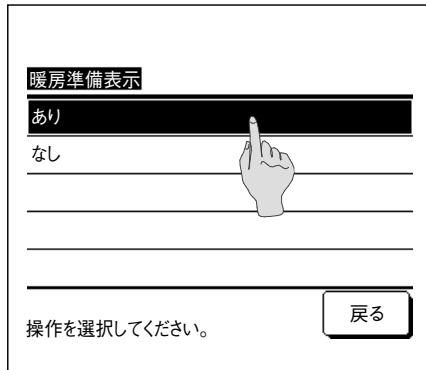 暖房準備表示
あり
なし
操作を選択してください。
戻る